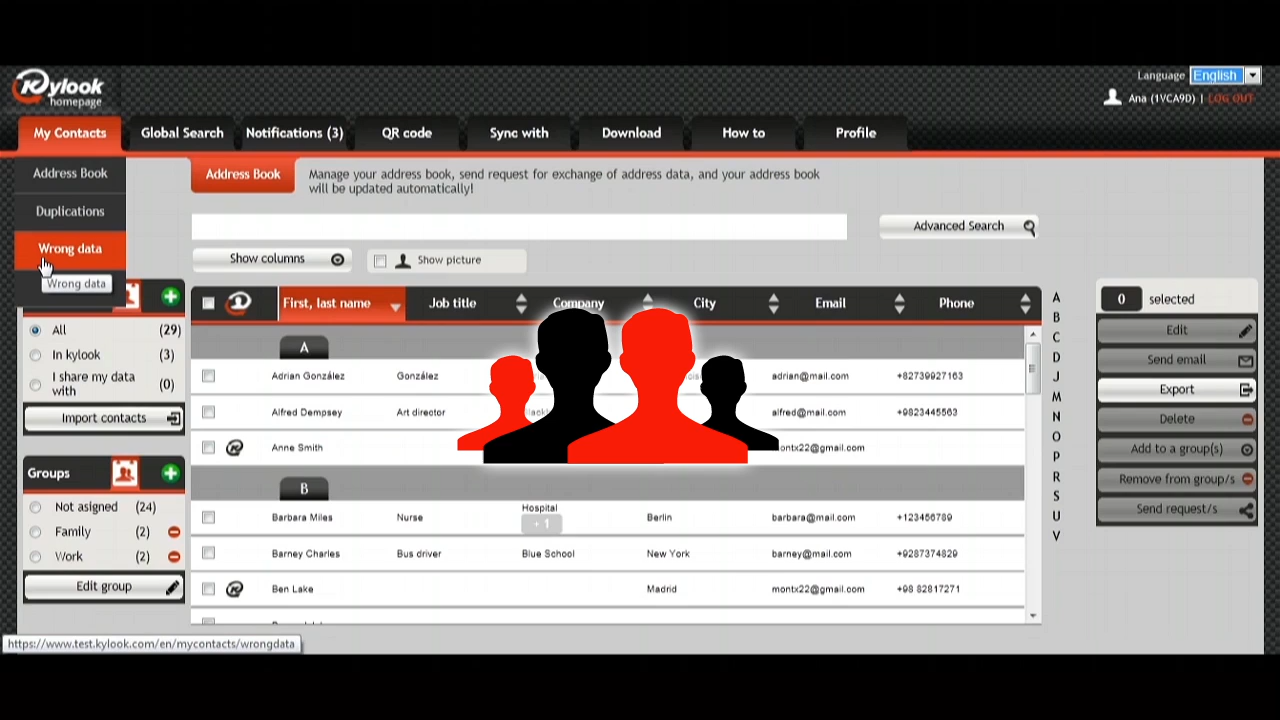 Kylook
homepage
Language English
Ana (1VCA9D) | LOG OUT
My Contacts
Global Search
Notifications (3)
QR code
Sync with
Download
How to
Profile
Address Book
Duplications
Wrong data
Wrong data
Address Book
Manage your address book, send request for exchange of address data, and your address book
will be updated automatically!
Advanced Search
Show columns
Show picture
All (29)
In kylook (3)
I share my data
with (0)
Import contacts
Groups
Not asigned (24)
Family (2)
Work (2)
Edit group
First, last name
Job title
Company
City
Email
Phone
A
Adrian González González adrian@mail.com +82739927163
Alfred Dempsey Art director alfred@mail.com +9823445563
Anne Smith montx22@gmail.com
B
Barbara Miles Nurse Hospital Berlin barbara@mail.com +123456789
+ 1
Barney Charles Bus driver Blue School New York barney@mail.com +9287374829
Ben Lake Madrid montx22@gmail.com +98 82817271
A
B
C
D
J
M
N
O
P
R
S
U
V
0 selected
Edit
Send email
Export
Delete
Add to a group(s)
Remove from group/s
Send request/s
https://www.test.kylook.com/en/mycontacts/wrongdata